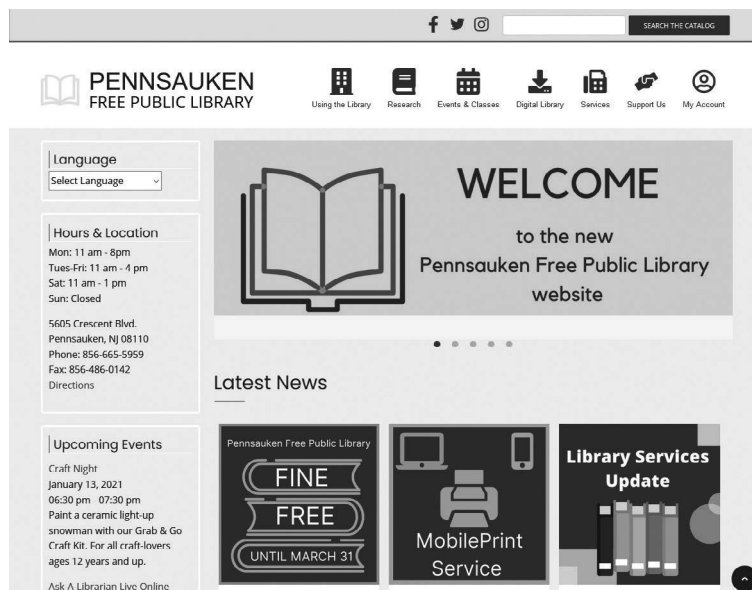 SEARCH THE CATALOG
PENNSAUKEN
FREE PUBLIC LIBRARY
Using the Library
Research
Events & Classes
Digital Library
Services
Support Us
My Account
Language
Select Language
Hours & Location
Mon: 11 am - 8pm
Tues-Fri: 11 am - 4 pm
Sat: 11 am - 1 pm
Sun: Closed
5605 Crescent Blvd.
Pennsauken, NJ 08110
Phone: 856-665-5959
Fax: 856-486-0142
Directions
Upcoming Events
Craft Night
January 13, 2021
06:30 pm - 07:30 pm
Paint a ceramic light-up
snowman with our Grab & Go
Craft Kit. For all craft-lovers
ages 12 years and up.
Ask A Librarian Live Online
WELCOME
to the new
Pennsauken Free Public Library
website
Latest News
Pennsauken Free Public Library
FINE
FREE
UNTIL MARCH 31
MobilePrint
Service
Library Services
Update